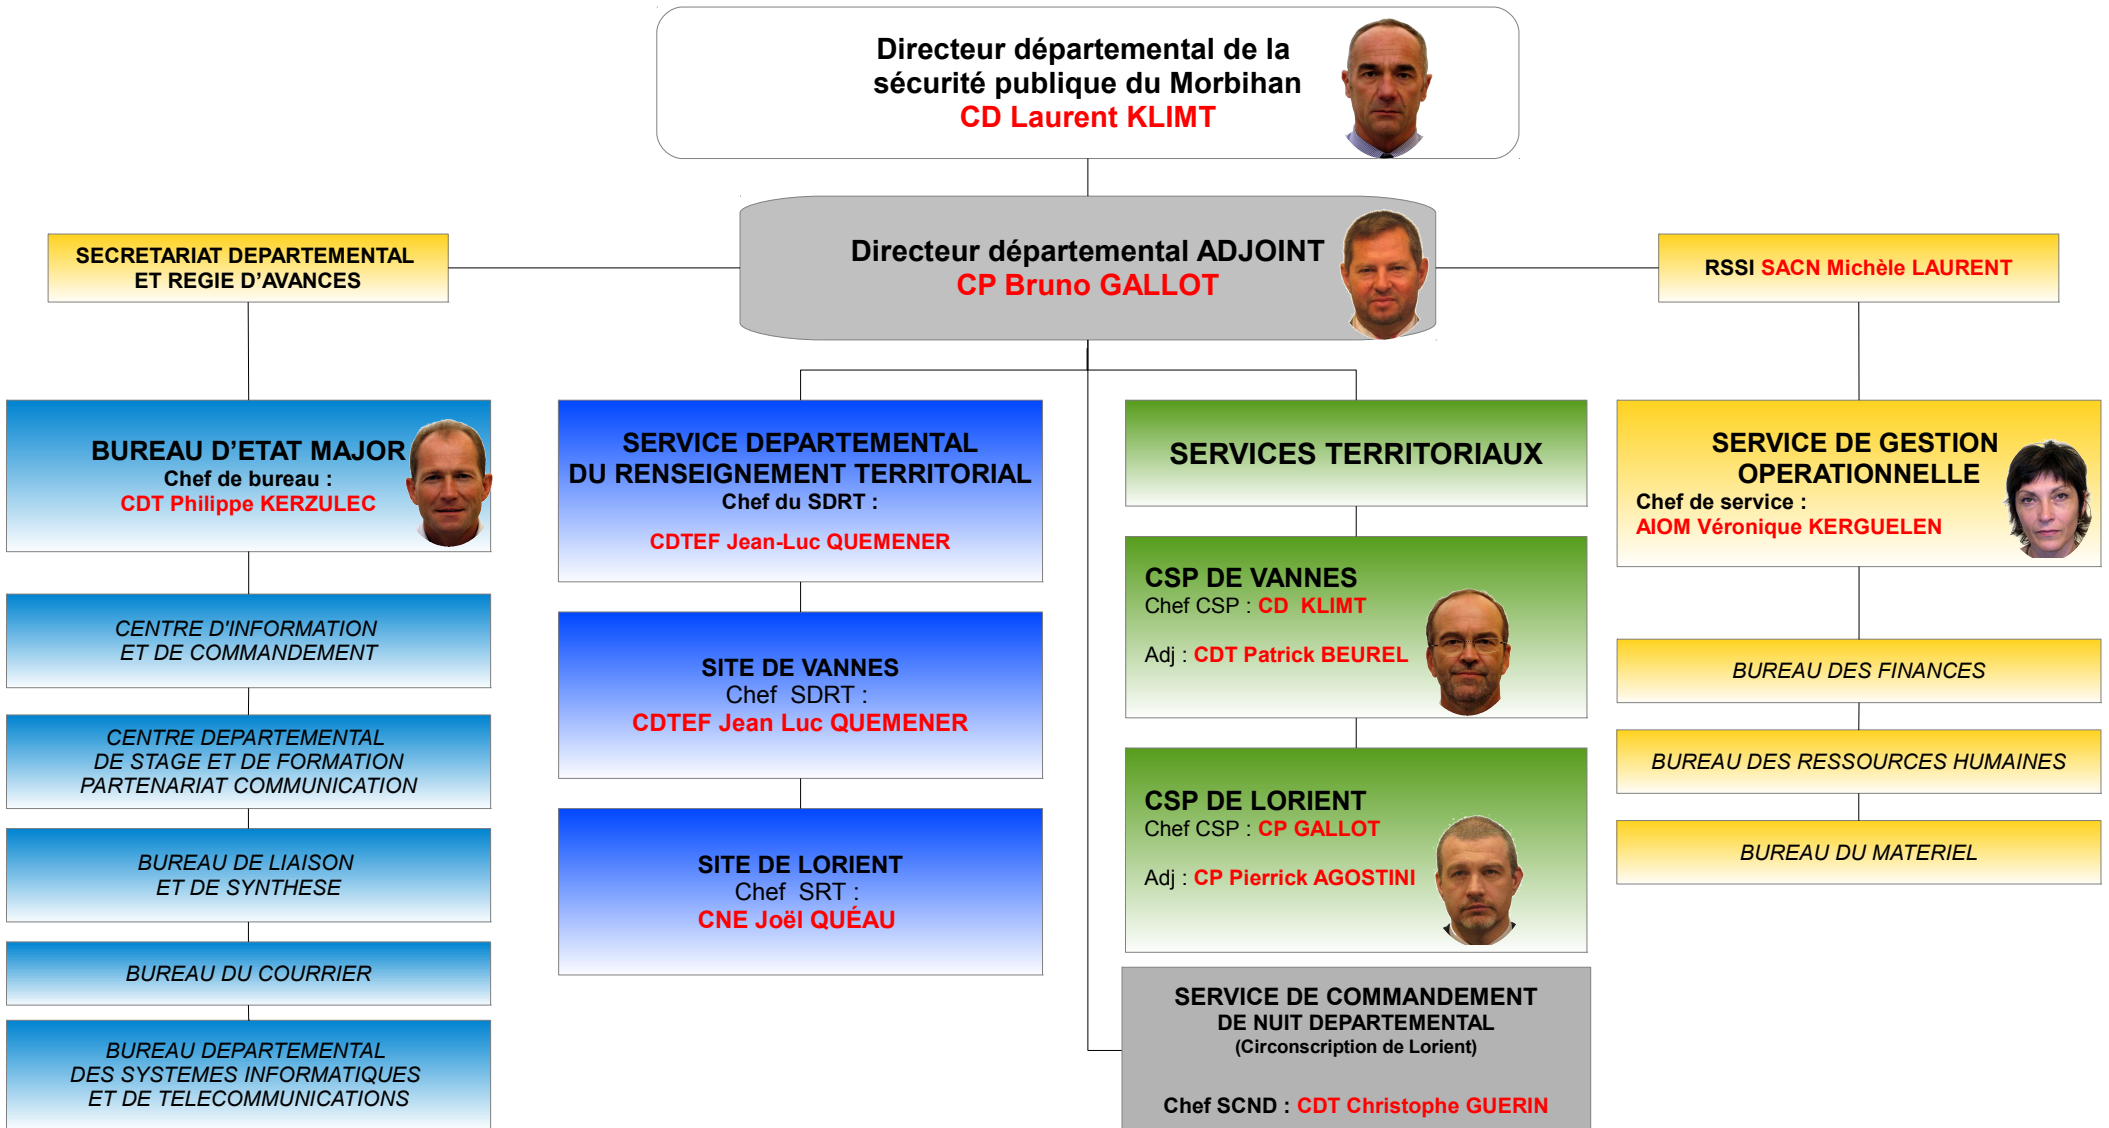 Directeur départemental de la
sécurité publique du Morbihan
CD Laurent KLIMT
Directeur départemental ADJOINT
CP Bruno GALLOT
SECRETARIAT DEPARTEMENTAL
ET REGIE D’AVANCES
RSSI SACN Michèle LAURENT
BUREAU D’ETAT MAJOR
Chef de bureau :
CDT Philippe KERZULEC
CENTRE D'INFORMATION
ET DE COMMANDEMENT
CENTRE DEPARTEMENTAL
DE STAGE ET DE FORMATION
PARTENARIAT COMMUNICATION
BUREAU DE LIAISON
ET DE SYNTHESE
BUREAU DU COURRIER
BUREAU DEPARTEMENTAL
DES SYSTEMES INFORMATIQUES
ET DE TELECOMMUNICATIONS
SERVICE DEPARTEMENTAL
DU RENSEIGNEMENT TERRITORIAL
Chef du SDRT :
CDTEF Jean-Luc QUEMENER
SITE DE VANNES
Chef SDRT :
CDTEF Jean Luc QUEMENER
SITE DE LORIENT
Chef SRT :
CNE Joël QUÉAU
SERVICES TERRITORIAUX
CSP DE VANNES
Chef CSP : CD KLIMT
Adj : CDT Patrick BEUREL
CSP DE LORIENT
Chef CSP : CP GALLOT
Adj : CP Pierrick AGOSTINI
SERVICE DE COMMANDEMENT
DE NUIT DEPARTEMENTAL
(Circonscription de Lorient)
Chef SCND : CDT Christophe GUERIN
SERVICE DE GESTION
OPERATIONNELLE
Chef de service :
AIOM Véronique KERGUELEN
BUREAU DES FINANCES
BUREAU DES RESSOURCES HUMAINES
BUREAU DU MATERIEL